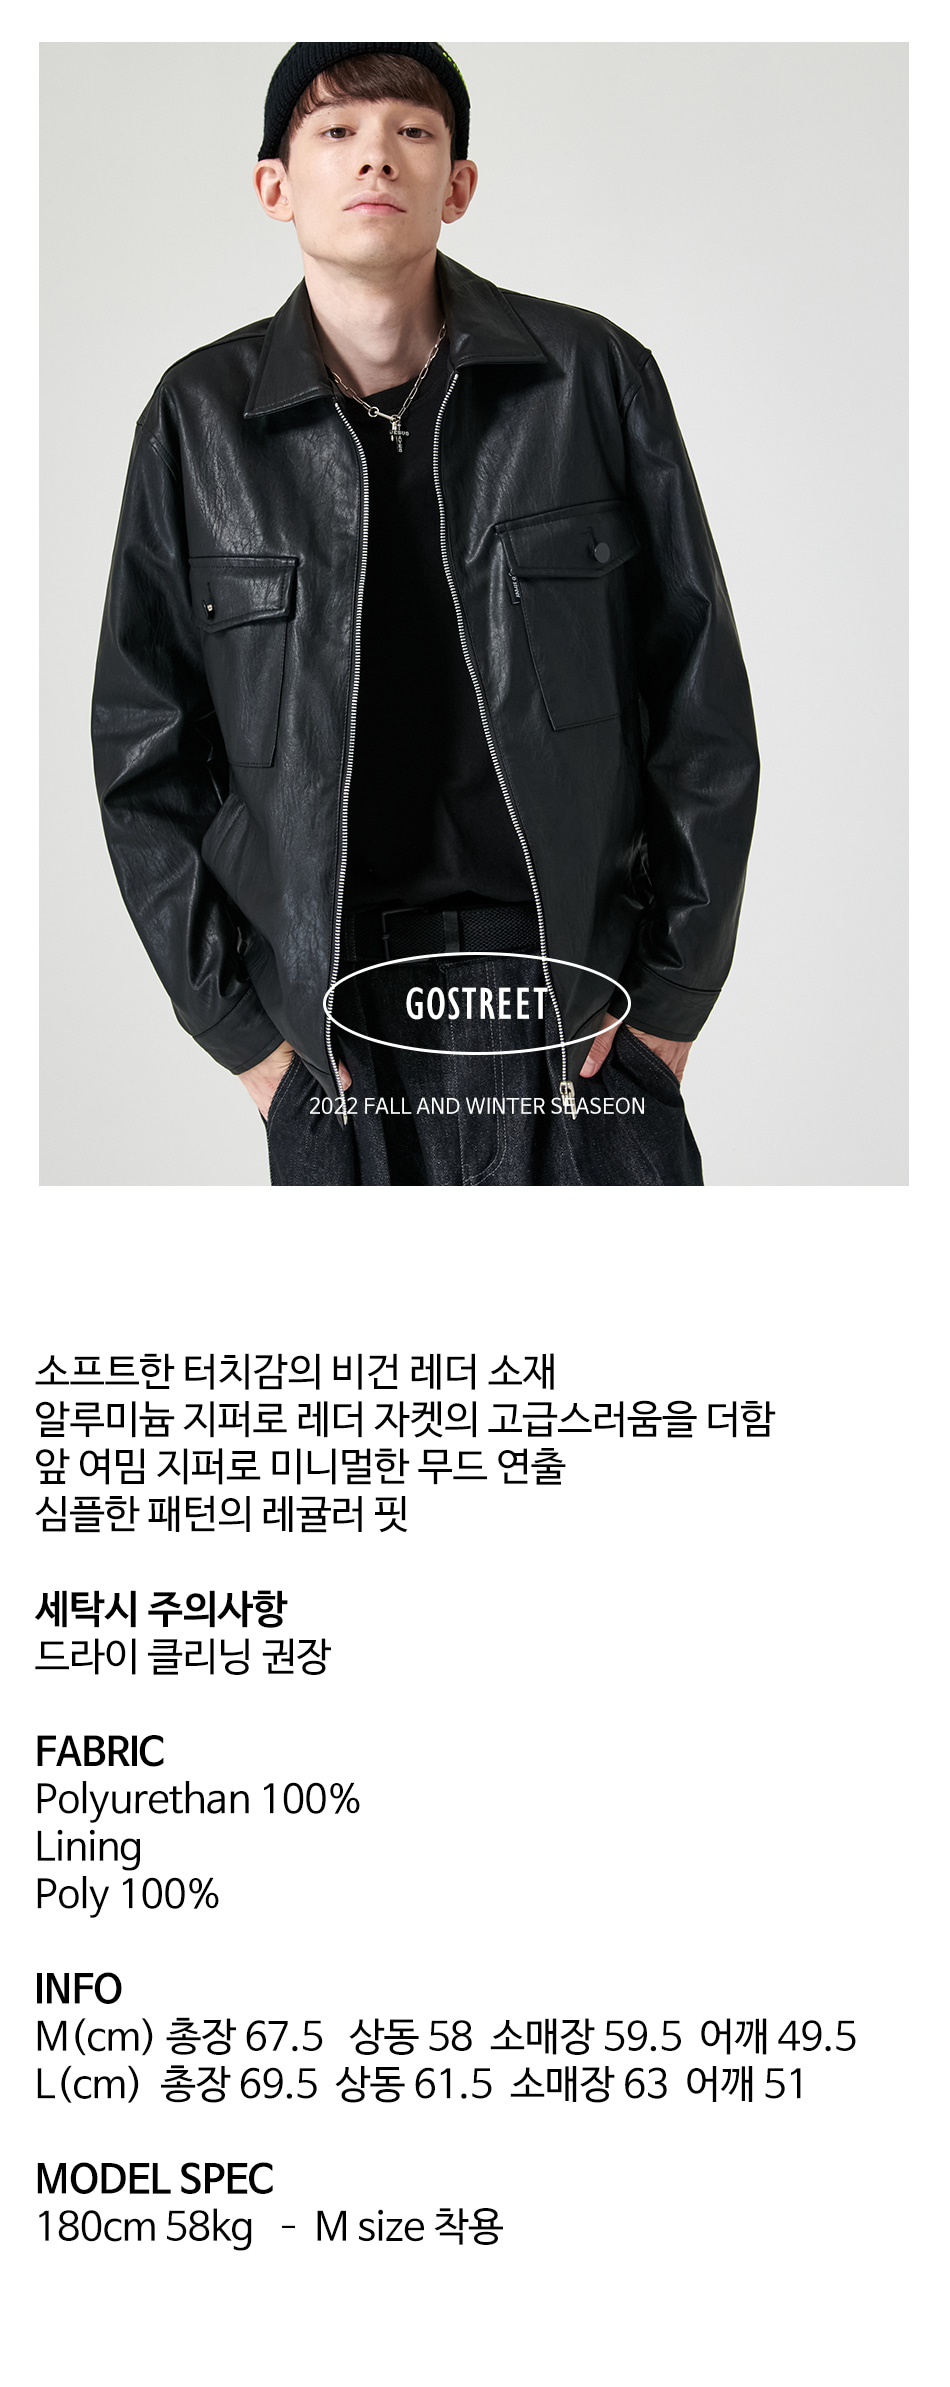 GOSTREET
2022 FALL AND WINTER SEASEON
소프트한 터치감의 비건 레더 소재
알루미늄 지퍼로 레더 자켓의 고급스러움을 더함
앞 여밈 지퍼로 미니멀한 무드 연출
심플한 패턴의 레귤러 핏
세탁시 주의사항
드라이 클리닝 권장
FABRIC
Polyurethan 100%
Lining
Poly 100%
INFO
M(cm) 총장 67.5 상동 58 소매장 59.5 어깨 49.5
L(cm) 총장 69.5 상동 61.5 소매장 63 어깨 51
MODEL SPEC
180cm 58kg - M size 착용